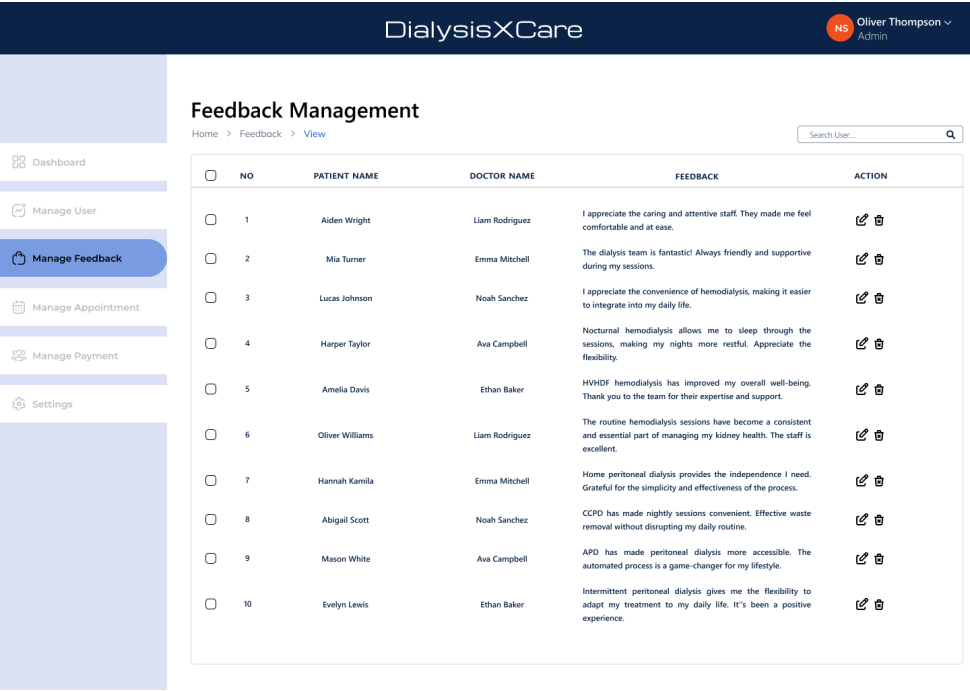 DialysisXCare
NS
Oliver Thompson
Admin
Feedback Management
Home > Feedback > View
Search User...
Dashboard
Manage User
Manage Feedback
Manage Appointment
Manage Payment
Settings
NO PATIENT NAME DOCTOR NAME FEEDBACK ACTION
1 Aiden Wright Liam Rodriguez I appreciate the caring and attentive staff. They made me feel
comfortable and at ease.
2 Mia Turner Emma Mitchell The dialysis team is fantastic! Always friendly and supportive
during my sessions.
3 Lucas Johnson Noah Sanchez I appreciate the convenience of hemodialysis, making it easier
to integrate into my daily life.
4 Harper Taylor Ava Campbell Nocturnal hemodialysis allows me to sleep through the
sessions, making my nights more restful. Appreciate the
flexibility.
5 Amelia Davis Ethan Baker HVHDF hemodialysis has improved my overall well-being.
Thank you to the team for their expertise and support.
6 Oliver Williams Liam Rodriguez The routine hemodialysis sessions have become a consistent
and essential part of managing my kidney health. The staff is
excellent.
7 Hannah Kamila Emma Mitchell Home peritoneal dialysis provides the independence I need.
Grateful for the simplicity and effectiveness of the process.
8 Abigail Scott Noah Sanchez CCPD has made nightly sessions convenient. Effective waste
removal without disrupting my daily routine.
9 Mason White Ava Campbell APD has made peritoneal dialysis more accessible. The
automated process is a game-changer for my lifestyle.
10 Evelyn Lewis Ethan Baker Intermittent peritoneal dialysis gives me the flexibility to
adapt my treatment to my daily life. It"s been a positive
experience.